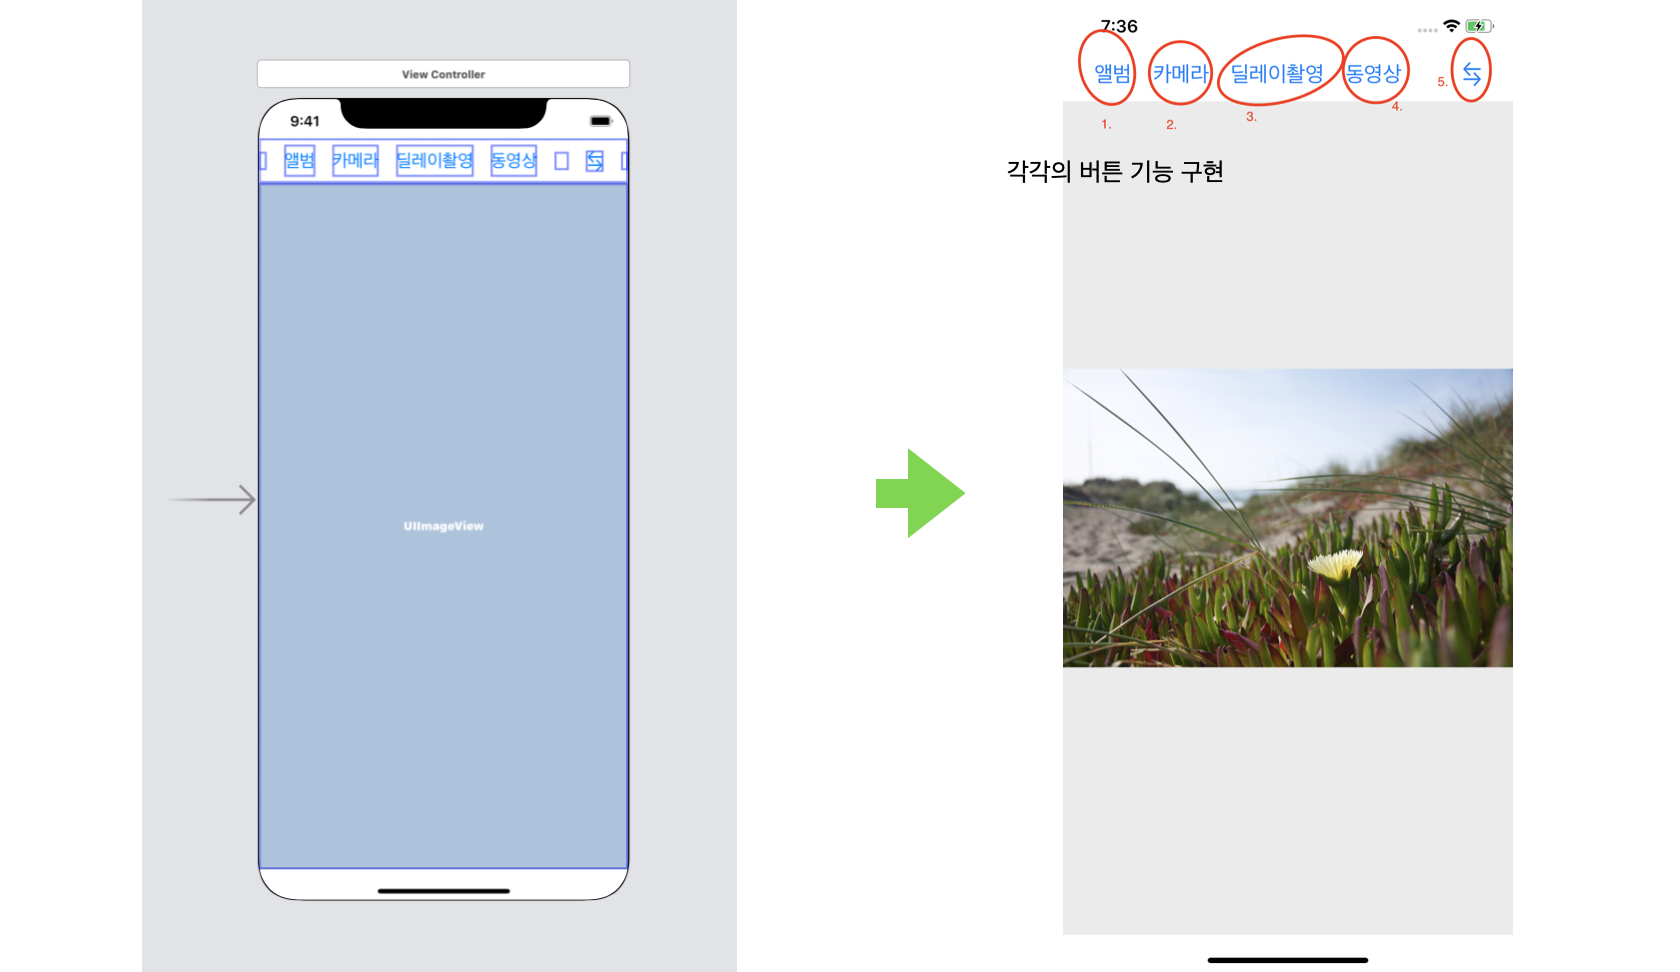 View Controller
9:41
앨범 카메라 딜레이촬영 동영상
UIImageView
7:36
앨범 카메라 딜레이촬영 동영상
1. 2. 3. 4. 5.
각각의 버튼 기능 구현